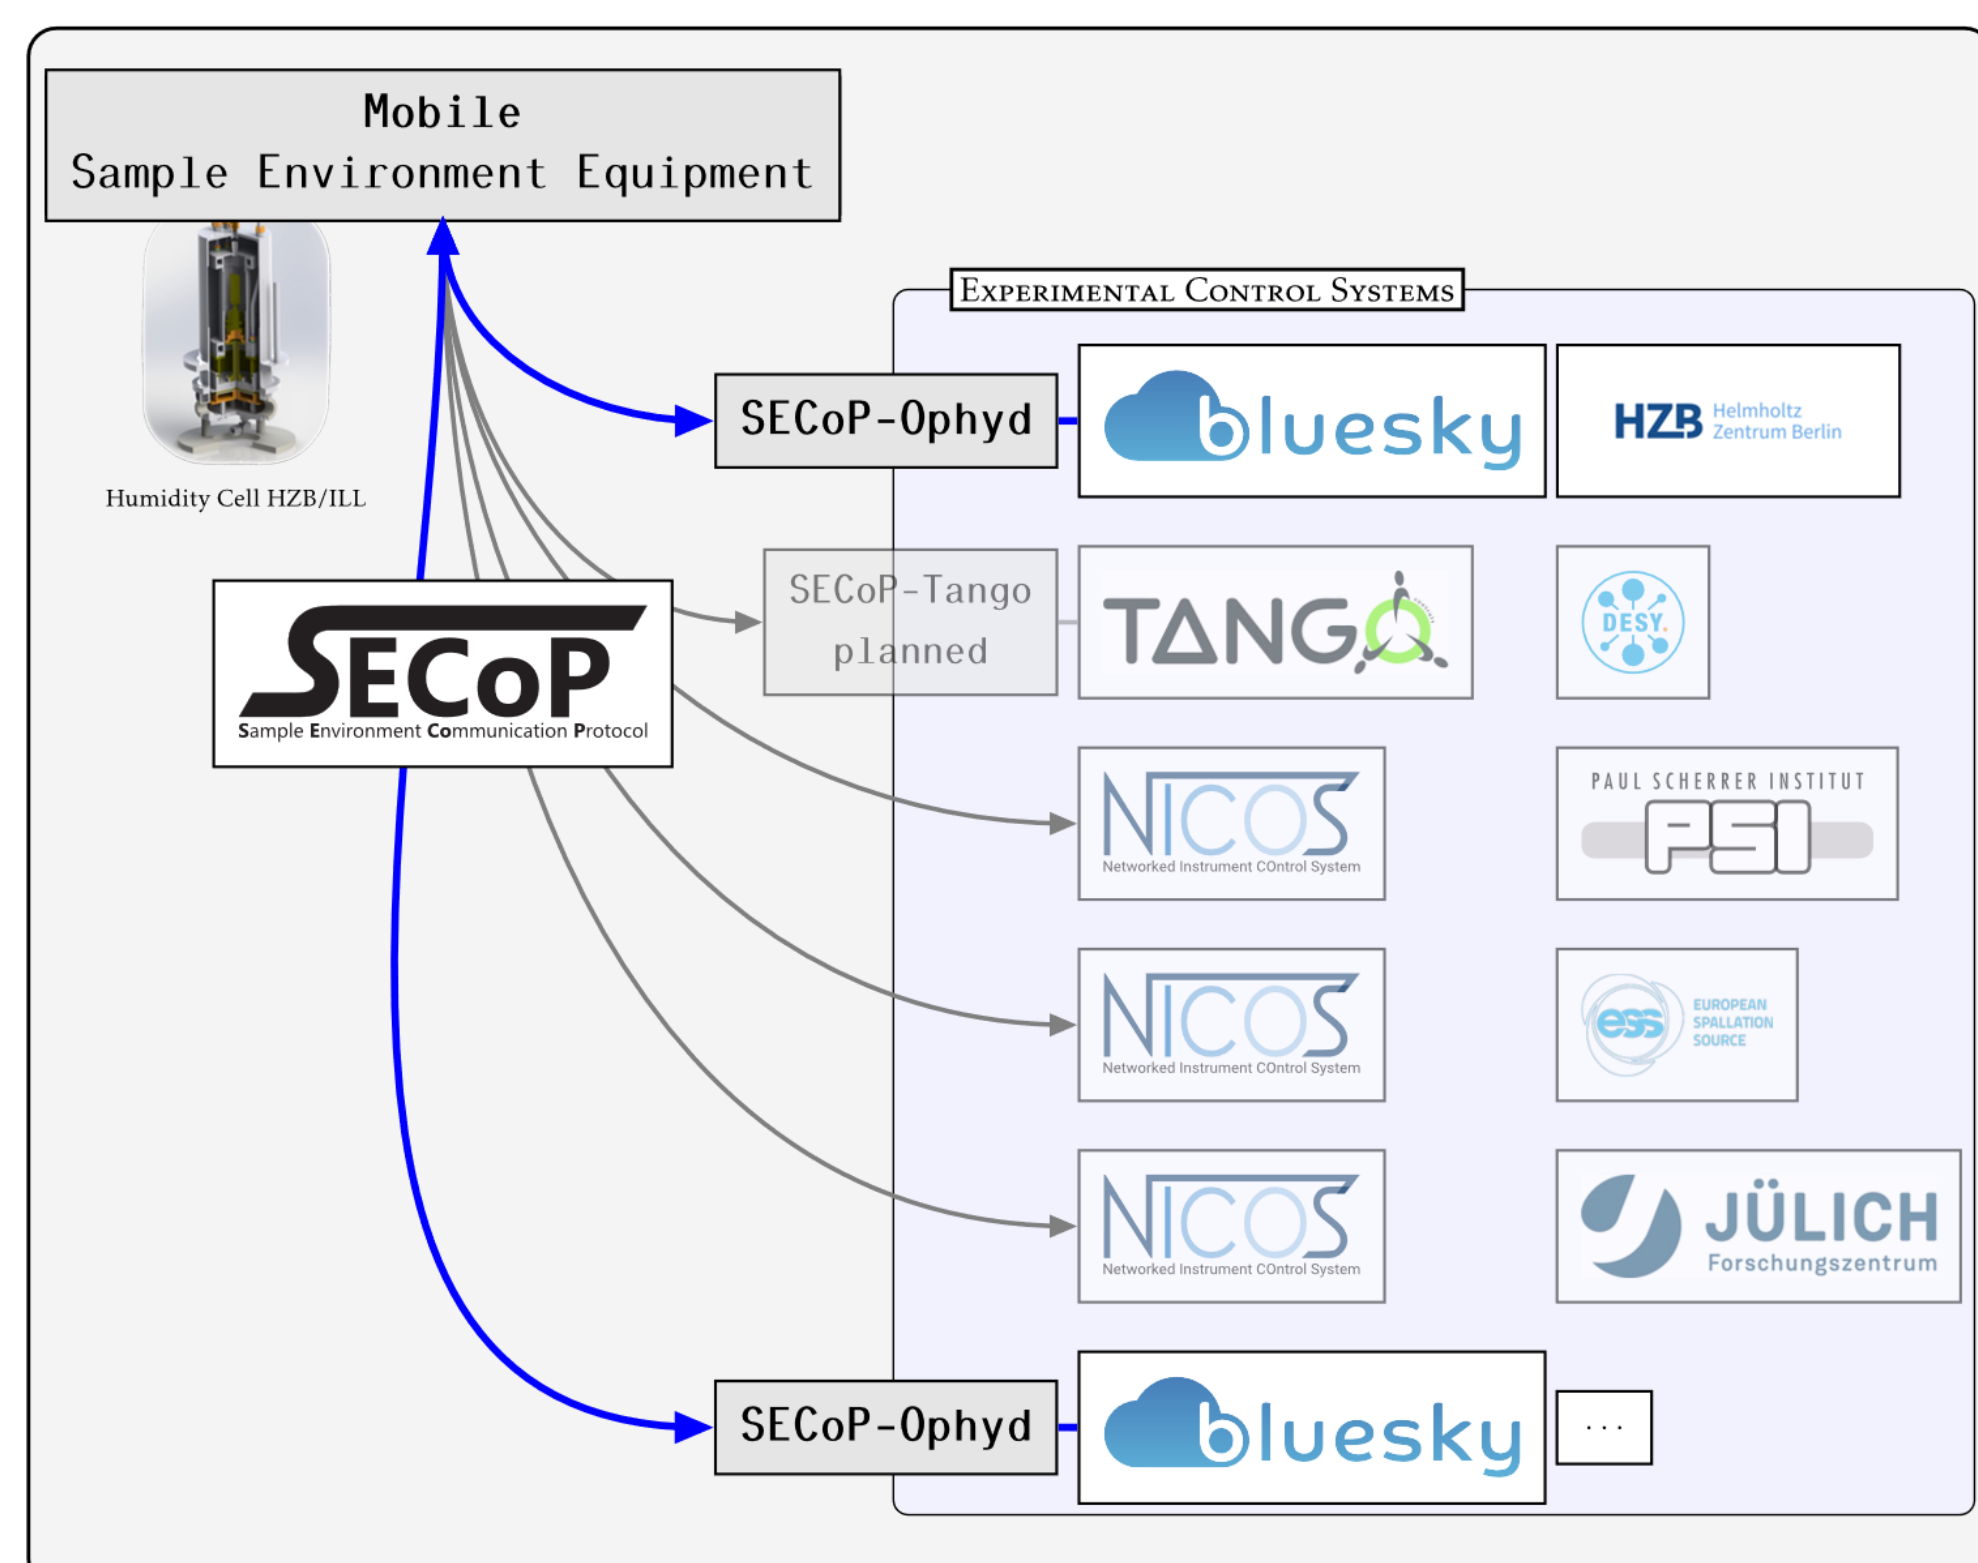 Mobile
Sample Environment Equipment
Humidity Cell HZB/ILL
EXPERIMENTAL CONTROL SYSTEMS
SECoP-Ophyd
bluesky
HZB Helmholtz
Zentrum Berlin
SECoP-Tango
planned
TANGO
DESY.
SECoP
Sample Environment Communication Protocol
NICOS
Networked Instrument COntrol System
PAUL SCHERRER INSTITUT
PSI
NICOS
Networked Instrument COntrol System
ess
EUROPEAN
SPALLATION
SOURCE
NICOS
Networked Instrument COntrol System
JÜLICH
Forschungszentrum
SECoP-Ophyd
bluesky
...